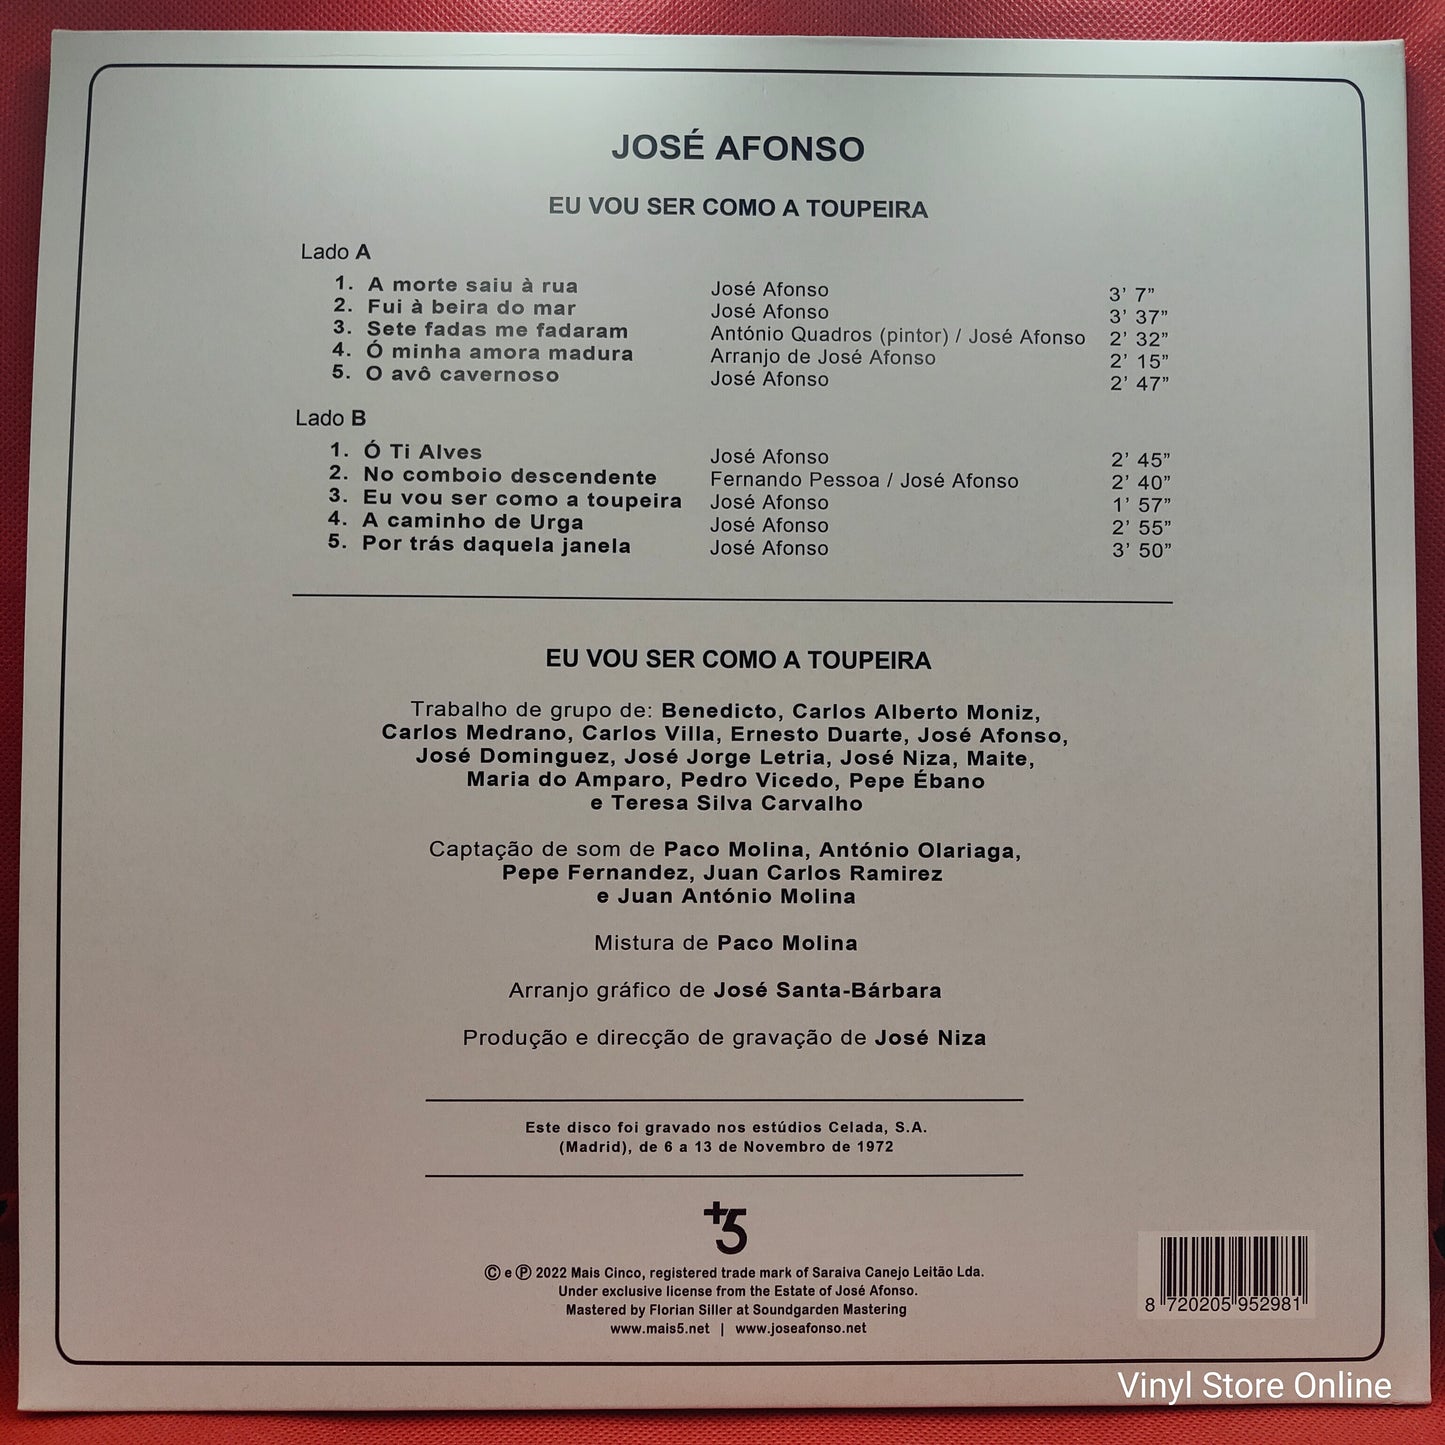 JOSÉ AFONSO
EU VOU SER COMO A TOUPEIRA
Lado A
1. A morte saiu à rua José Afonso 3’ 7”
2. Fui à beira do mar José Afonso 3’ 37”
3. Sete fadas me fadaram António Quadros (pintor) / José Afonso 2’ 32”
4. Ó minha amora madura Arranjo de José Afonso 2’ 15”
5. O avô cavernoso José Afonso 2’ 47”
Lado B
1. Ó Ti Alves José Afonso 2’ 45”
2. No comboio descendente Fernando Pessoa / José Afonso 2’ 40”
3. Eu vou ser como a toupeira José Afonso 1’ 57”
4. A caminho de Urga José Afonso 2’ 55”
5. Por trás daquela janela José Afonso 3’ 50”
EU VOU SER COMO A TOUPEIRA
Trabalho de grupo de: Benedicto, Carlos Alberto Moniz,
Carlos Medrano, Carlos Villa, Ernesto Duarte, José Afonso,
José Dominguez, José Jorge Letria, José Niza, Maite,
Maria do Amparo, Pedro Vicedo, Pepe Ébano
e Teresa Silva Carvalho
Captação de som de Paco Molina, António Olariaga,
Pepe Fernandez, Juan Carlos Ramirez
e Juan António Molina
Mistura de Paco Molina
Arranjo gráfico de José Santa-Bárbara
Produção e direcção de gravação de José Niza
Este disco foi gravado nos estúdios Celada, S.A.
(Madrid), de 6 a 13 de Novembro de 1972
+5
© e ℗ 2022 Mais Cinco, registered trade mark of Saraiva Canejo Leitão Lda.
Under exclusive license from the Estate of José Afonso.
Mastered by Florian Siller at Soundgarden Mastering
www.mais5.net | www.joseafonso.net
8 720205 952981
Vinyl Store Online